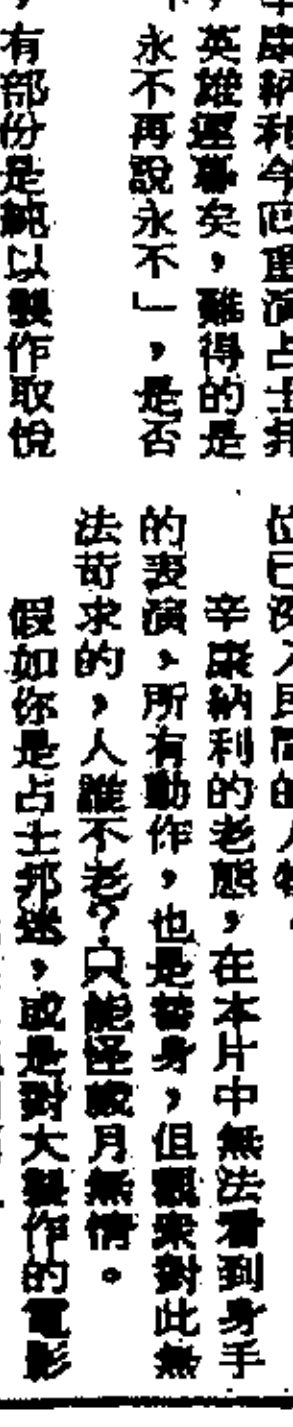 辛康納利今回重演占士邦
，英雄遲暮矣，難得的是
永不再說永不」，是否
，有部份是純以製作取悅
位已深入民間的人物。
辛康納利的老態，在本片中無法看到身手
的表演，所有動作，也是替身，但觀衆對此無
法苛求的，人誰不老？只能怪歲月無情。
假如你是占士邦迷，或是對大製作的電影